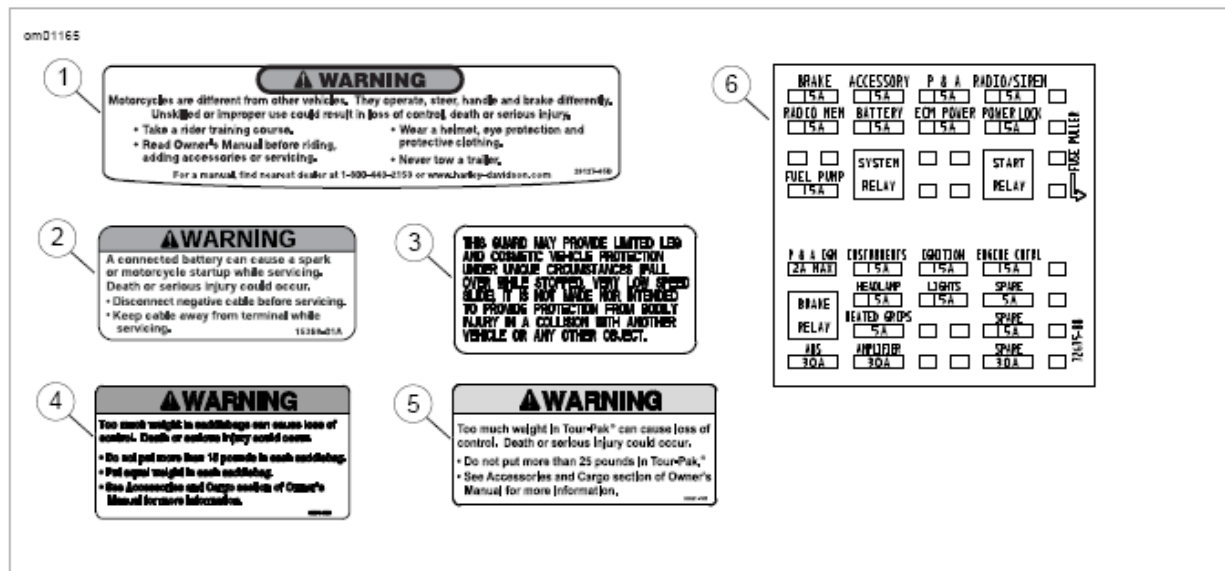 om01165
1
WARNING
Motorcycles are different from other vehicles. They operate, steer, handle and brake differently.
Unskilled or improper use could result in loss of control, death or serious injury.
• Take a rider training course.
• Read Owner's Manual before riding,
adding accessories or servicing.
• Wear a helmet, eye protection and
protective clothing.
• Never tow a trailer.
For a manual, find nearest dealer at or www.harley-davidson.com
2
WARNING
A connected battery can cause a spark
or motorcycle startup while servicing.
Death or serious injury could occur.
• Disconnect negative cable before servicing.
• Keep cable away from terminal while
servicing.
3
THIS GUARD MAY PROVIDE LIMITED LEG
AND COSMETIC VEHICLE PROTECTION
UNDER UNIQUE CIRCUMSTANCES (FALL
OVER WHILE STOPPED, VERY LOW SPEED
SLIDE). IT IS NOT MADE NOR INTENDED
TO PROVIDE PROTECTION FROM BODILY
INJURY IN A COLLISION WITH ANOTHER
VEHICLE OR ANY OTHER OBJECT.
4
WARNING
Too much weight in saddlebags can cause loss of
control. Death or serious injury could occur.
• Do not put more than 15 pounds in each saddlebag.
• Put equal weight in each saddlebag.
• See Accessories and Cargo section of Owner's
Manual for more information.
5
WARNING
Too much weight in Tour-Pak® can cause loss of
control. Death or serious injury could occur.
• Do not put more than 25 pounds in Tour-Pak.®
• See Accessories and Cargo section of Owner's
Manual for more information.
6
BRAKE ACCESSORY P & A RADIO/SIREN
15A 15A 15A 15A
RADIO MEM BATTERY ECM POWER POWER LOCK
15A 15A 15A 15A
SYSTEM
RELAY
START
RELAY
FUSE PULLER
FUEL PUMP
15A
P & A IGN INSTRUMENTS IGNITION ENGINE CNTRL
2A MAX 15A 15A 15A
HEADLAMP LIGHTS SPARE
15A 15A 5A
BRAKE
RELAY
HEATED GRIPS SPARE
5A 15A
ABS AMPLIFIER SPARE
30A 30A 30A
72675-08